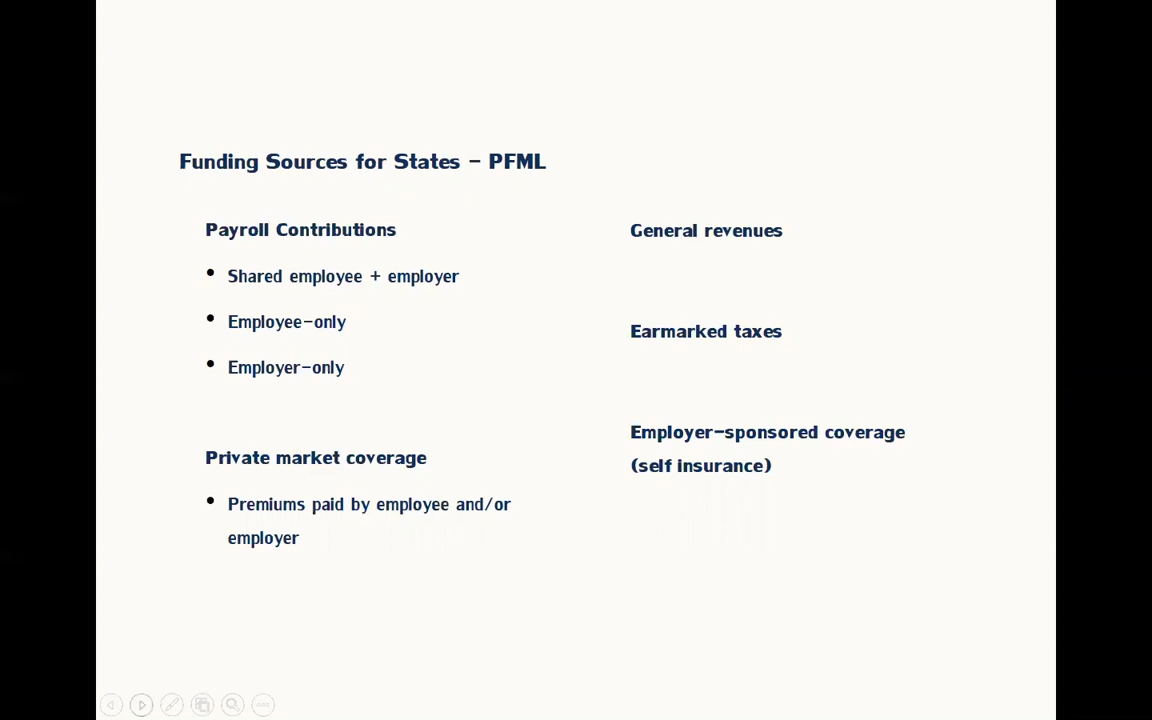 Funding Sources for States - PFML
Payroll Contributions
• Shared employee + employer
• Employee-only
• Employer-only
Private market coverage
• Premiums paid by employee and/or
employer
General revenues
Earmarked taxes
Employer-sponsored coverage
(self insurance)